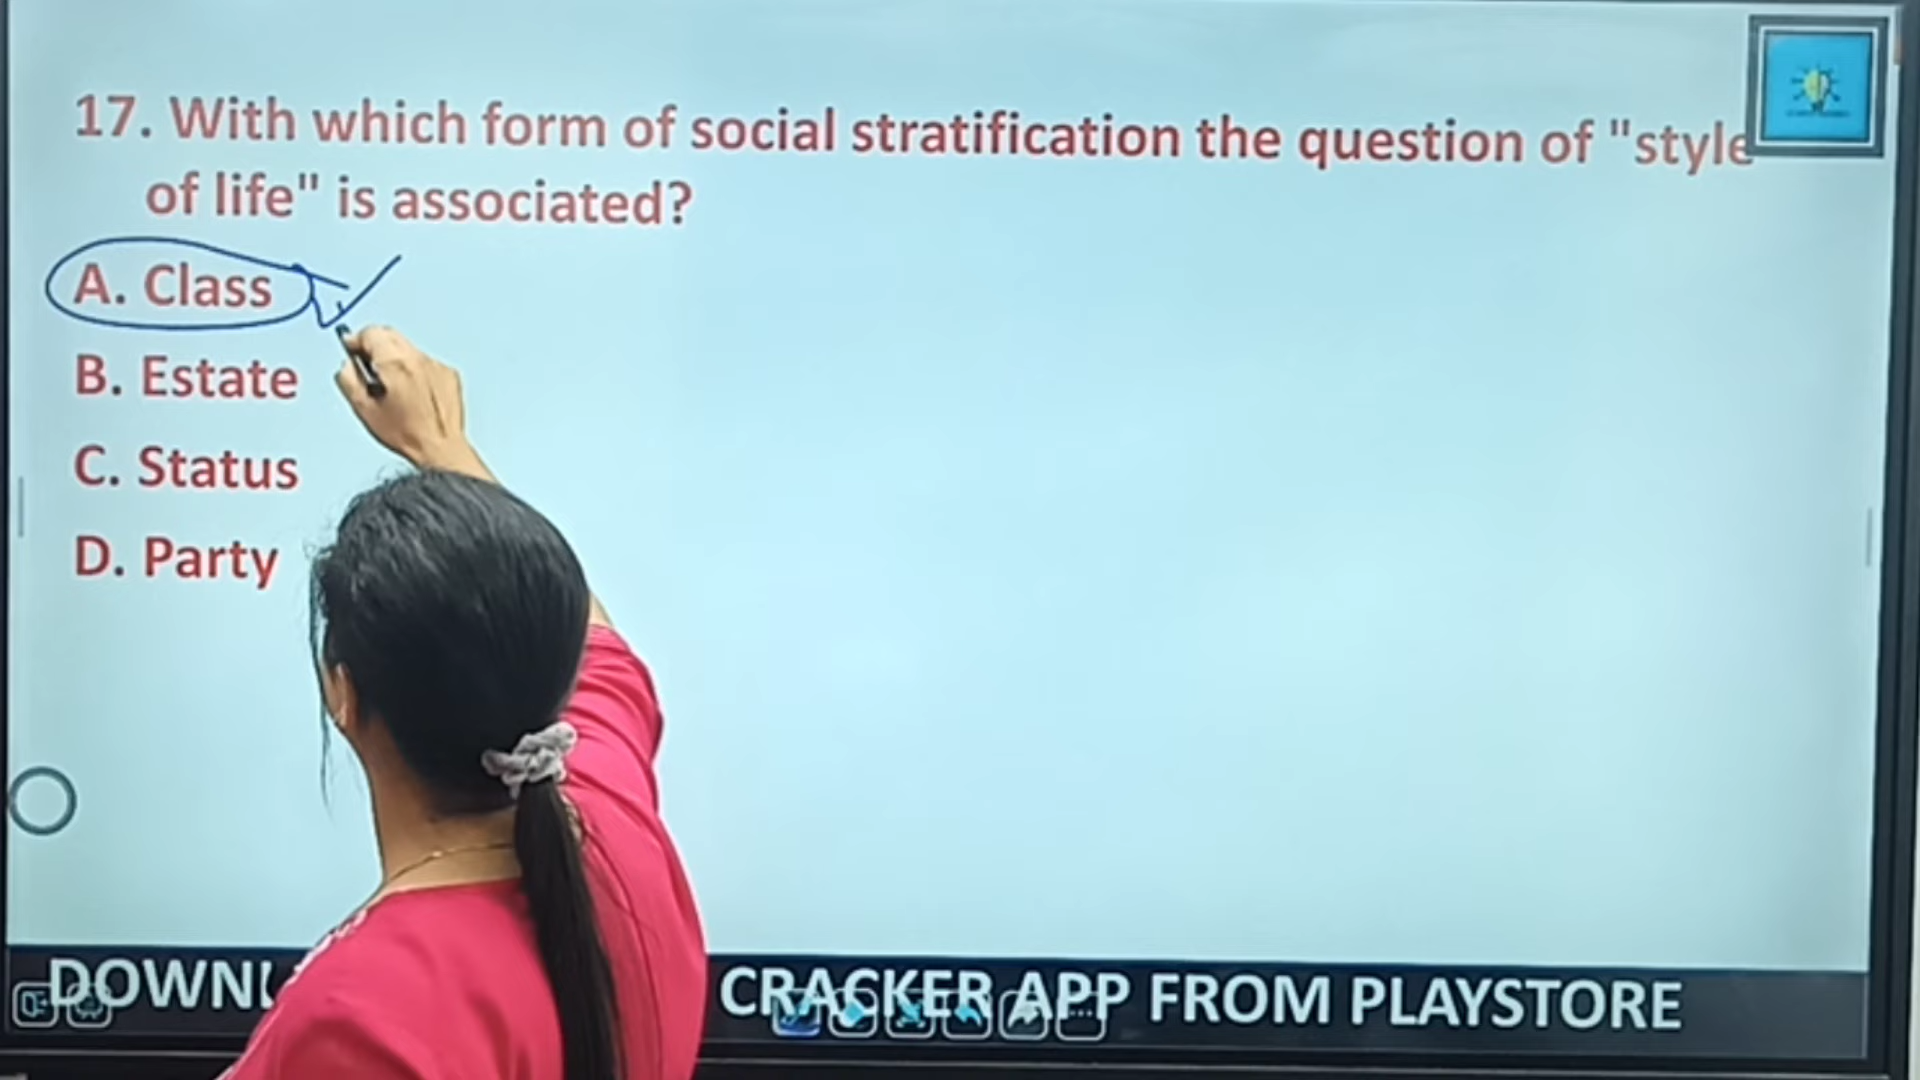 17. With which form of social stratification the question of "style
of life" is associated?
A. Class
B. Estate
C. Status
D. Party
CRACKER APP FROM PLAYSTORE